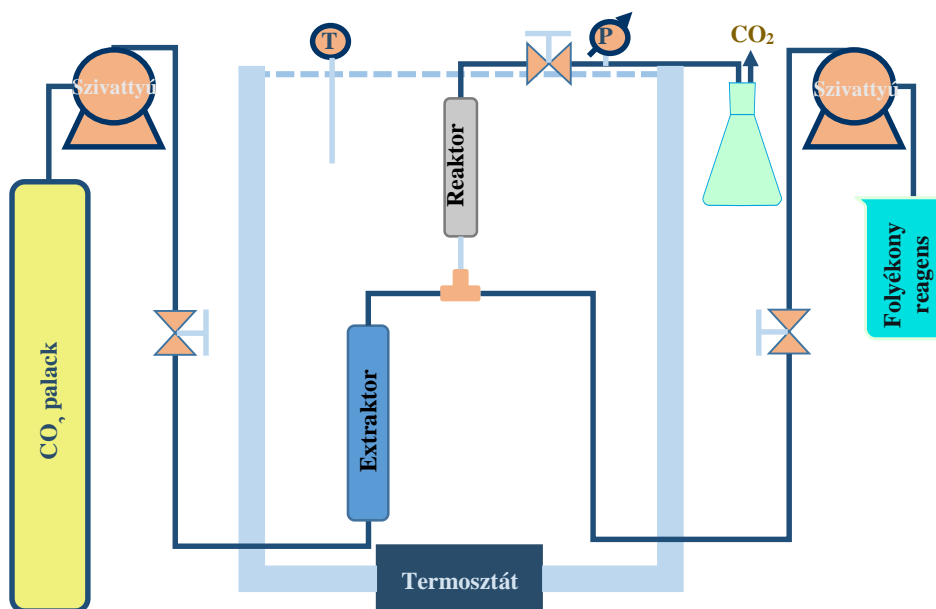 T
P
CO₂
Szivattyú
Szivattyú
Reaktor
Folyékony
reagens
CO₂ palack
Extraktor
Termosztát